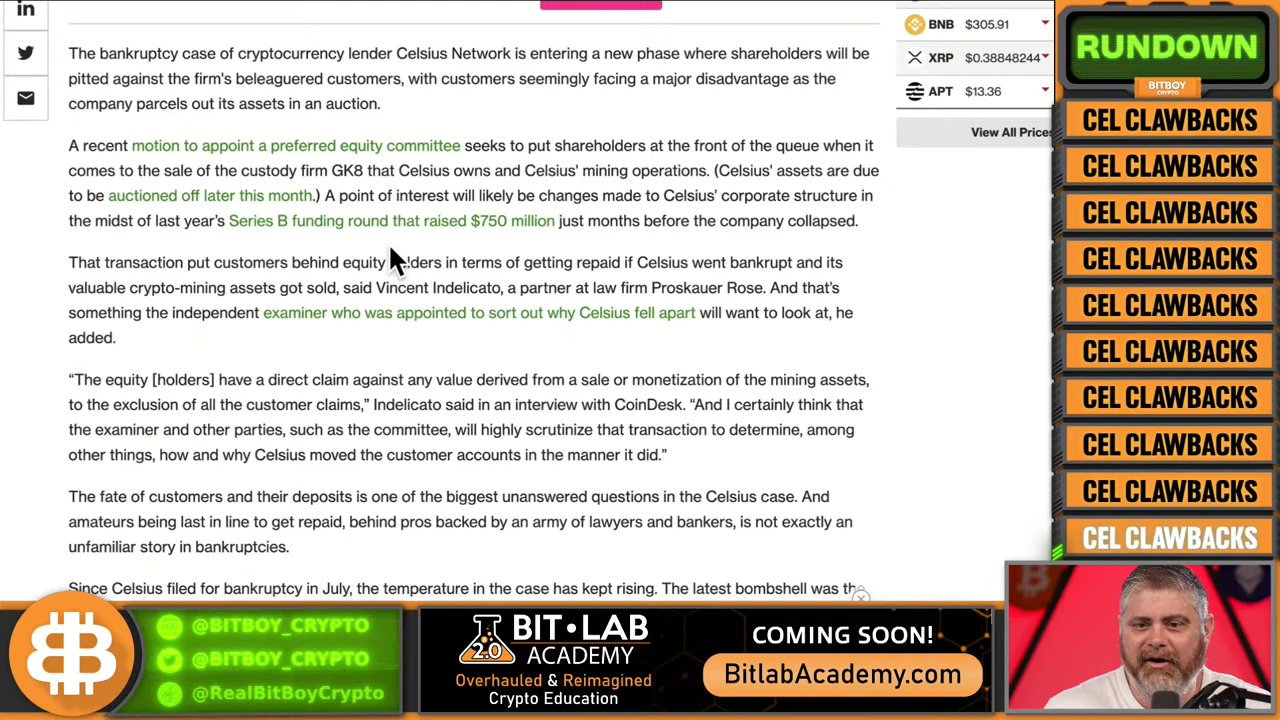 The bankruptcy case of cryptocurrency lender Celsius Network is entering a new phase where shareholders will be
pitted against the firm's beleaguered customers, with customers seemingly facing a major disadvantage as the
company parcels out its assets in an auction.
A recent motion to appoint a preferred equity committee seeks to put shareholders at the front of the queue when it
comes to the sale of the custody firm GK8 that Celsius owns and Celsius' mining operations. (Celsius' assets are due
to be auctioned off later this month.) A point of interest will likely be changes made to Celsius' corporate structure in
the midst of last year's Series B funding round that raised $750 million just months before the company collapsed.
That transaction put customers behind equity holders in terms of getting repaid if Celsius went bankrupt and its
valuable crypto-mining assets got sold, said Vincent Indelicato, a partner at law firm Proskauer Rose. And that's
something the independent examiner who was appointed to sort out why Celsius fell apart will want to look at, he
added.
“The equity [holders] have a direct claim against any value derived from a sale or monetization of the mining assets,
to the exclusion of all the customer claims,” Indelicato said in an interview with CoinDesk. “And I certainly think that
the examiner and other parties, such as the committee, will highly scrutinize that transaction to determine, among
other things, how and why Celsius moved the customer accounts in the manner it did.”
The fate of customers and their deposits is one of the biggest unanswered questions in the Celsius case. And
amateurs being last in line to get repaid, behind pros backed by an army of lawyers and bankers, is not exactly an
unfamiliar story in bankruptcies.
Since Celsius filed for bankruptcy in July, the temperature in the case has kept rising. The latest bombshell was
in
BNB $305.91
XRP $0.38848244
APT $13.36
View All Prices
RUNDOWN
BITBOY
CRYPTO
CEL CLAWBACKS
CEL CLAWBACKS
CEL CLAWBACKS
CEL CLAWBACKS
CEL CLAWBACKS
CEL CLAWBACKS
CEL CLAWBACKS
CEL CLAWBACKS
CEL CLAWBACKS
CEL CLAWBACKS
@BITBOY_CRYPTO
@BITBOY_CRYPTO
@RealBitBoyCrypto
2.0
BIT•LAB
ACADEMY
Overhauled & Reimagined
Crypto Education
COMING SOON!
BitlabAcademy.com